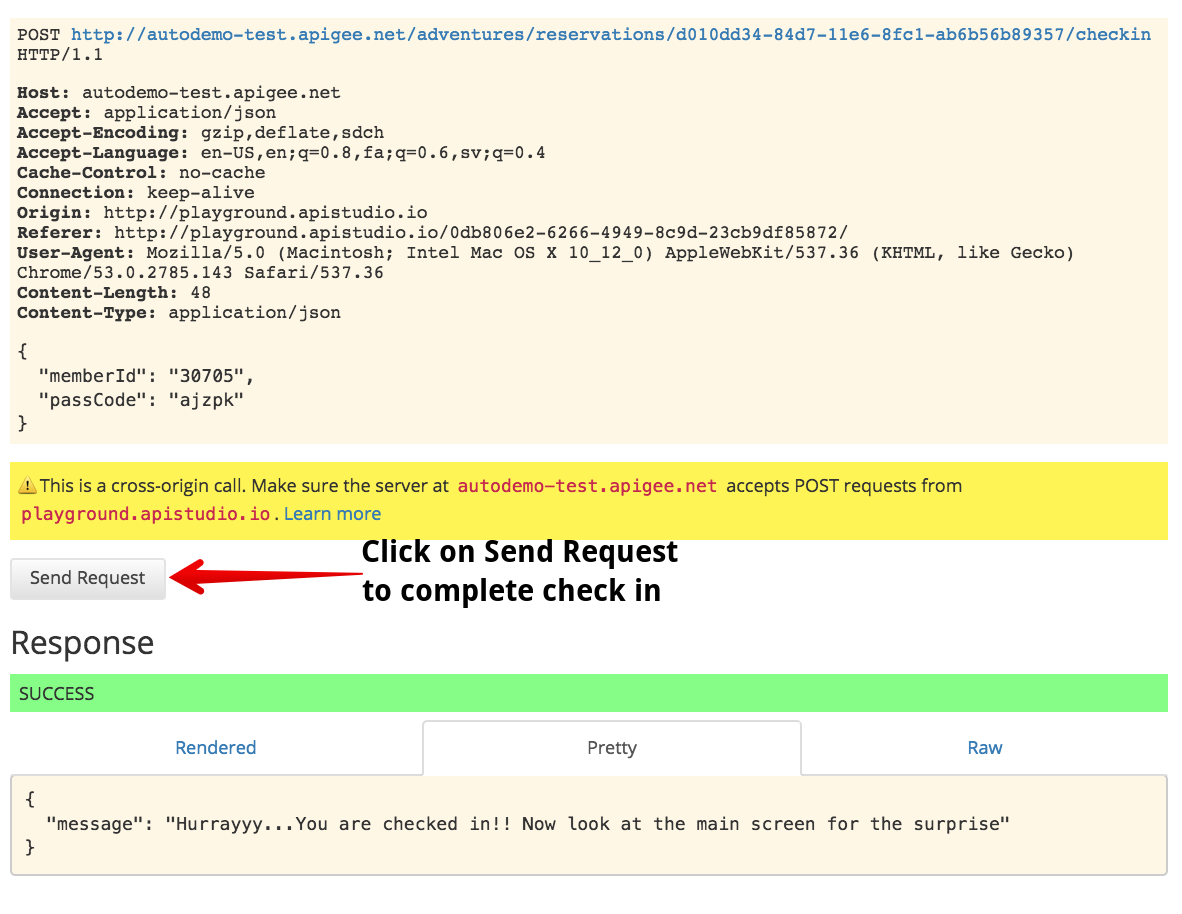 POST http://autodemo-test.apigee.net/adventures/reservations/d010dd34-84d7-11e6-8fc1-ab6b56b89357/checkin
HTTP/1.1
Host: autodemo-test.apigee.net
Accept: application/json
Accept-Encoding: gzip,deflate,sdch
Accept-Language: en-US,en;q=0.8,fa;q=0.6,sv;q=0.4
Cache-Control: no-cache
Connection: keep-alive
Origin: http://playground.apistudio.io
Referer: http://playground.apistudio.io/0db806e2-6266-4949-8c9d-23cb9df85872/
User-Agent: Mozilla/5.0 (Macintosh; Intel Mac OS X 10_12_0) AppleWebKit/537.36 (KHTML, like Gecko)
Chrome/53.0.2785.143 Safari/537.36
Content-Length: 48
Content-Type: application/json
{
  "memberId": "30705",
  "passCode": "ajzpk"
}
This is a cross-origin call. Make sure the server at autodemo-test.apigee.net accepts POST requests from
playground.apistudio.io. Learn more
Click on Send Request
to complete check in
Send Request
Response
SUCCESS
Rendered Pretty Raw
{
  "message": "Hurrayyy...You are checked in!! Now look at the main screen for the surprise"
}